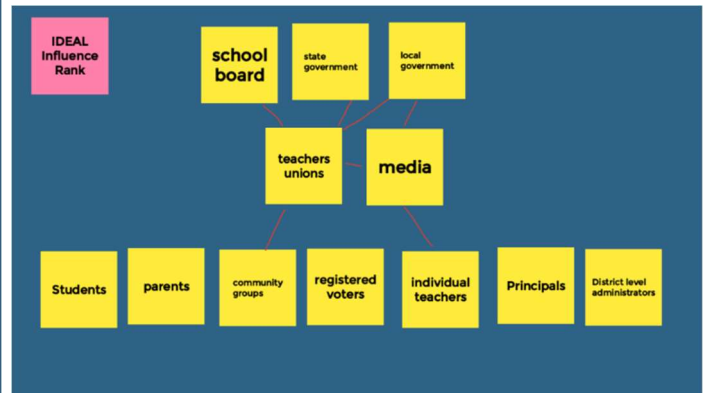 IDEAL
Influence
Rank
school
board
state
government
local
government
teachers
unions
media
Students
parents
community
groups
registered
voters
individual
teachers
Principals
District level
administrators